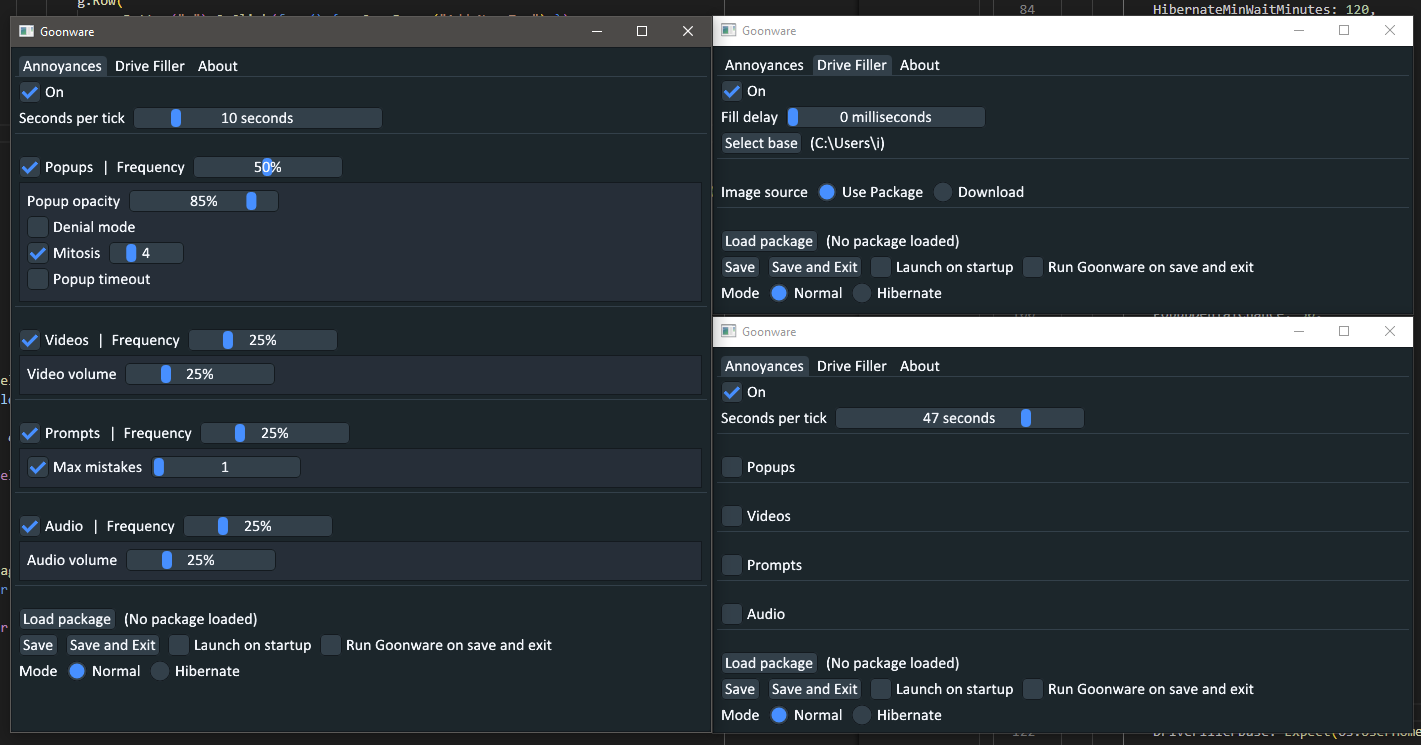 g.Row(
84 HibernateMinWaitMinutes: 120,
Goonware
Annoyances Drive Filler About
On
Seconds per tick 10 seconds
Popups | Frequency 50%
Popup opacity 85%
Denial mode
Mitosis 4
Popup timeout
Videos | Frequency 25%
Video volume 25%
Prompts | Frequency 25%
Max mistakes 1
Audio | Frequency 25%
Audio volume 25%
Load package (No package loaded)
Save Save and Exit Launch on startup Run Goonware on save and exit
Mode Normal Hibernate
Goonware
Annoyances Drive Filler About
On
Fill delay 0 milliseconds
Select base (C:\Users\i)
Image source Use Package Download
Load package (No package loaded)
Save Save and Exit Launch on startup Run Goonware on save and exit
Mode Normal Hibernate
Goonware
Annoyances Drive Filler About
On
Seconds per tick 47 seconds
Popups
Videos
Prompts
Audio
Load package (No package loaded)
Save Save and Exit Launch on startup Run Goonware on save and exit
Mode Normal Hibernate